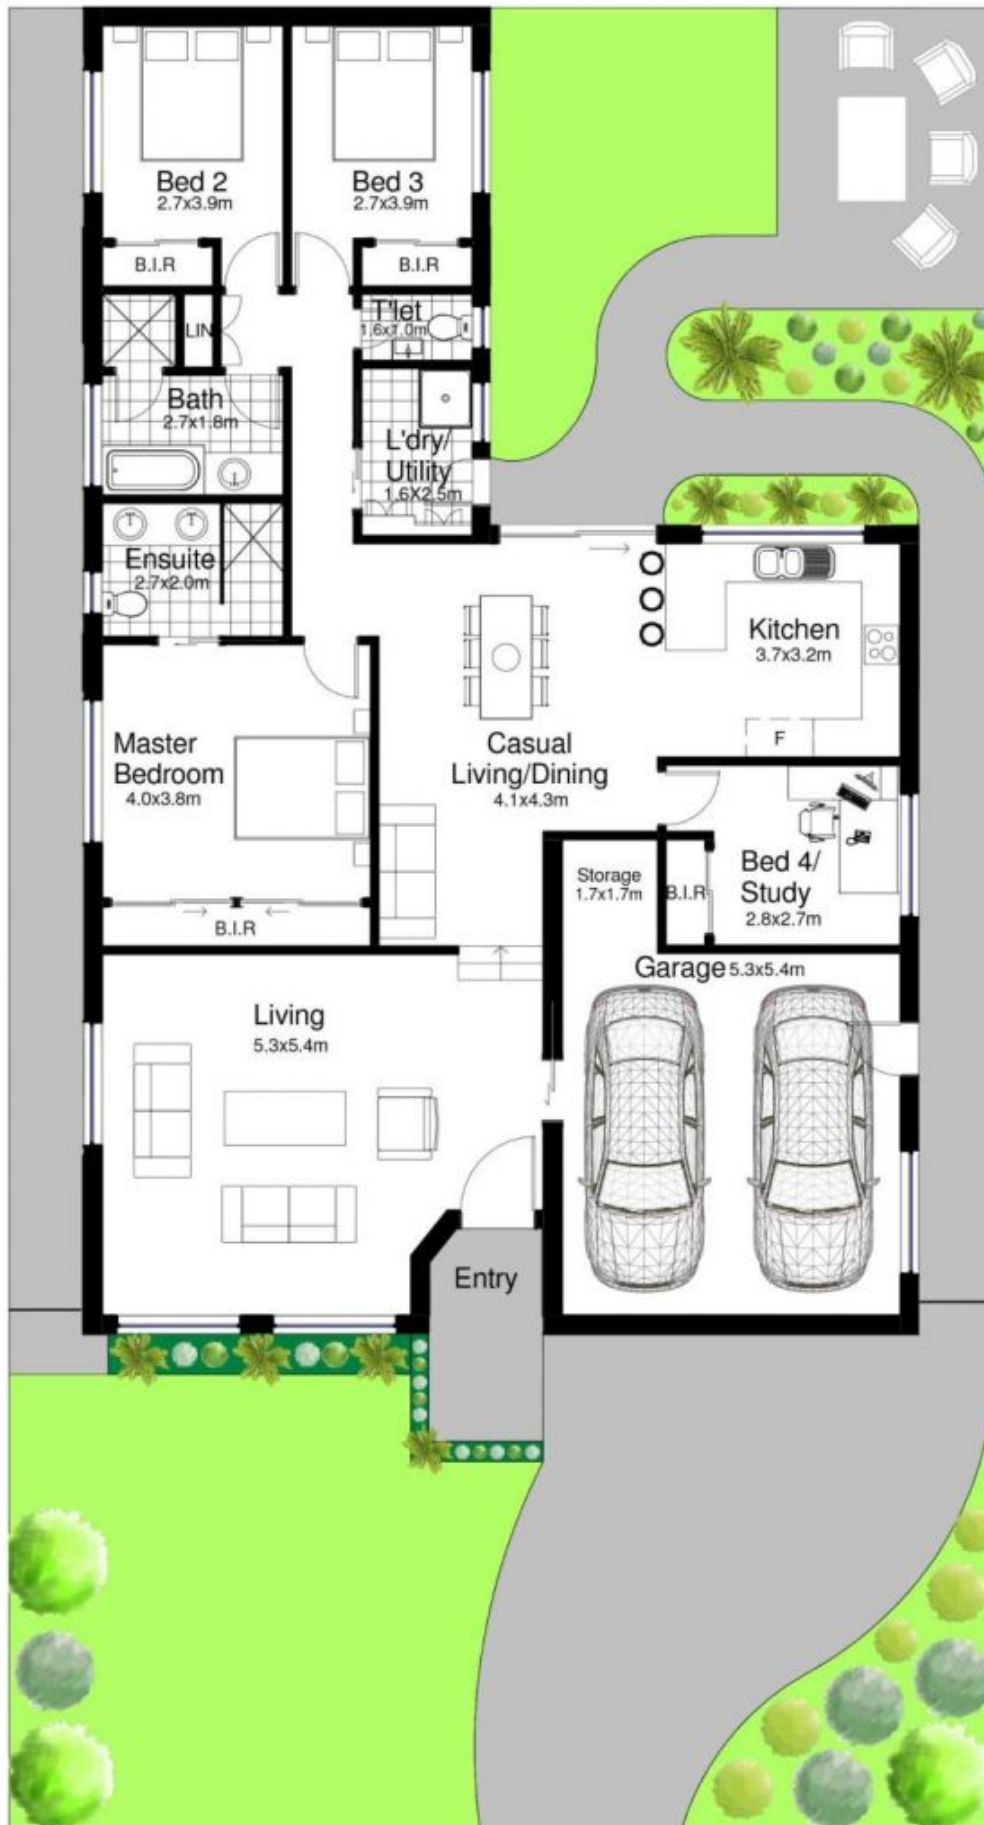 Bed 2
2.7x3.9m
Bed 3
2.7x3.9m
B.I.R
B.I.R
LIN
T'let
1.6x1.0m
Bath
2.7x1.8m
L'dry/
Utility
1.6X2.5m
Ensuite
2.7x2.0m
Kitchen
3.7x3.2m
F
Master
Bedroom
4.0x3.8m
Casual
Living/Dining
4.1x4.3m
Storage
1.7x1.7m
B.I.R
Bed 4/
Study
2.8x2.7m
B.I.R
Garage 5.3x5.4m
Living
5.3x5.4m
Entry